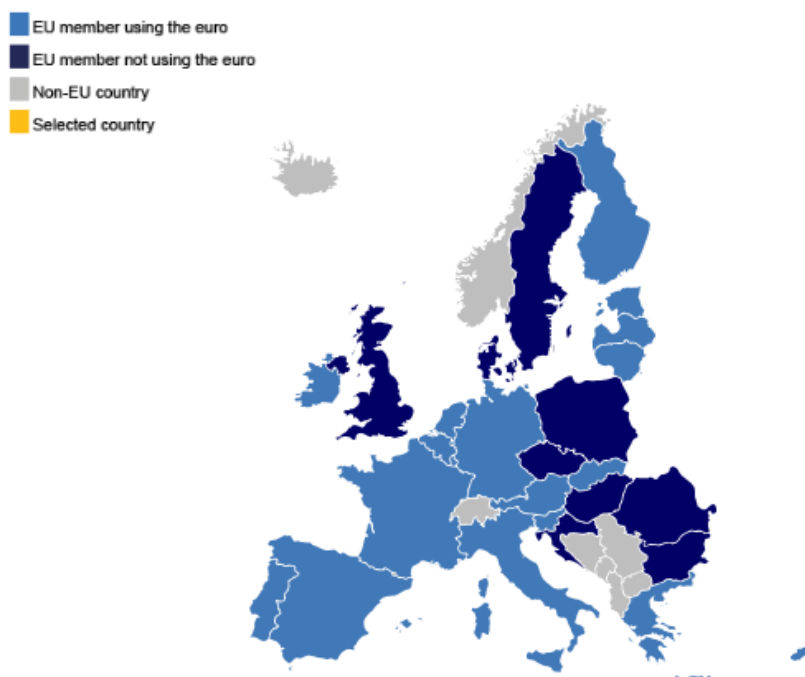 EU member using the euro
EU member not using the euro
Non-EU country
Selected country